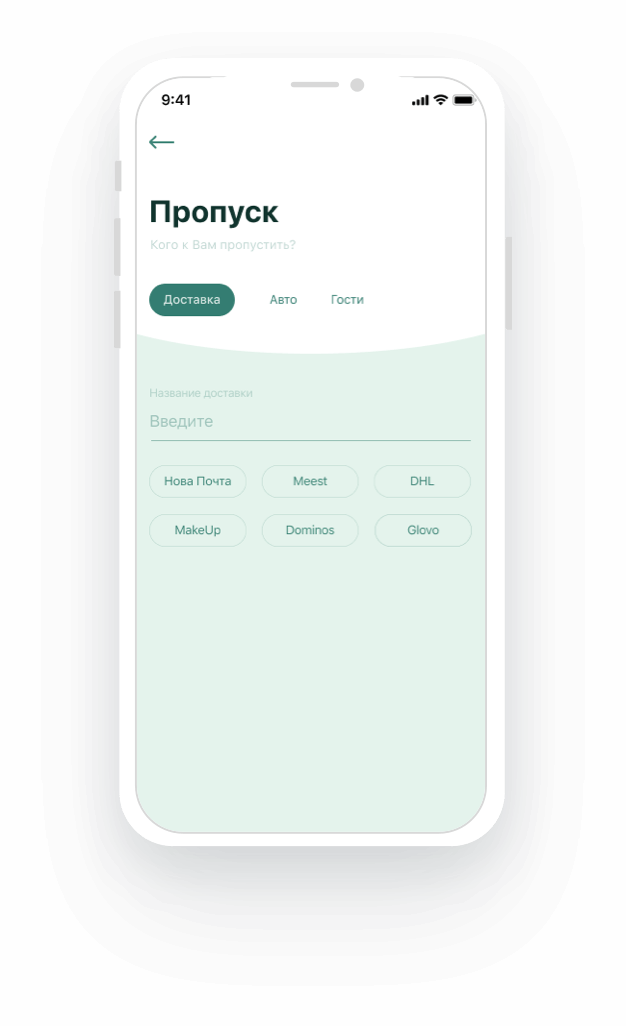 9:41
Пропуск
Кого к Вам пропустить?
Доставка Авто Гости
Название доставки
Введите
Нова Почта Meest DHL
MakeUp Dominos Glovo